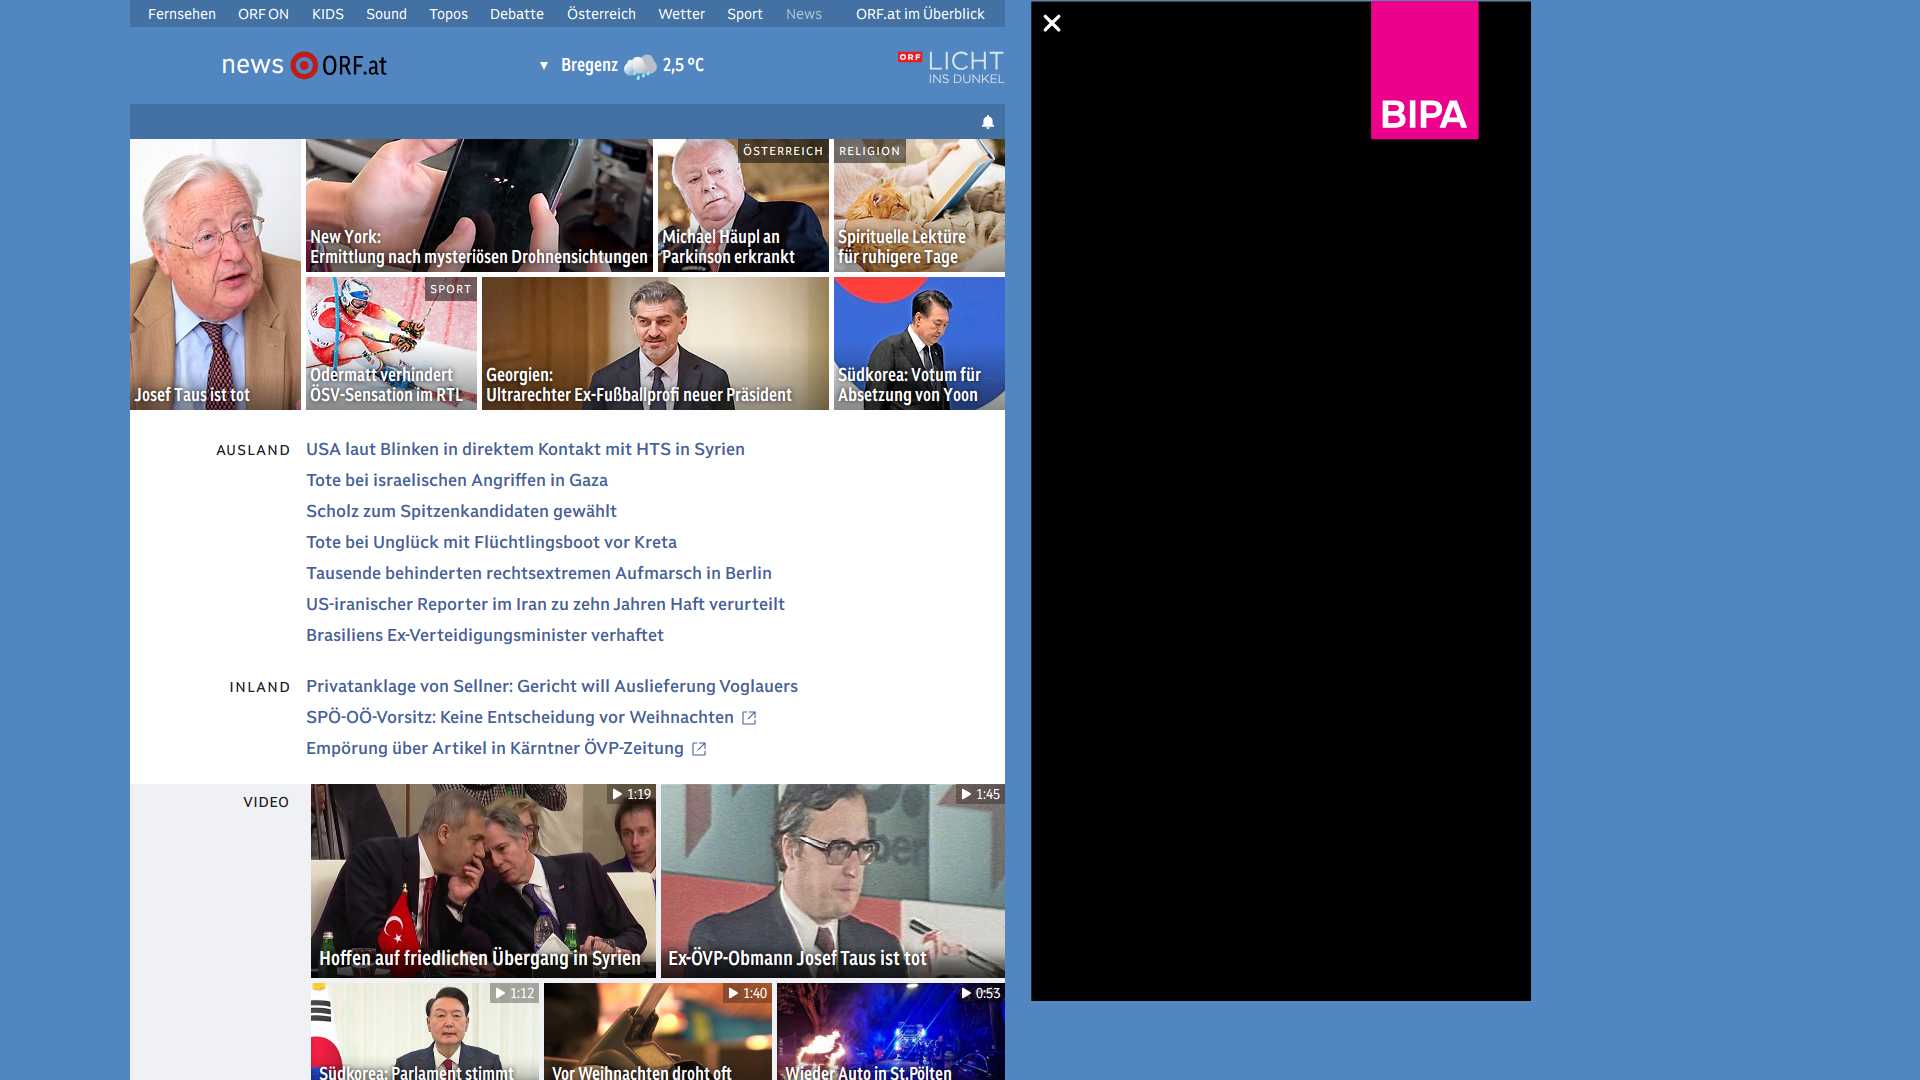 Fernsehen ORF ON KIDS Sound Topos Debatte Österreich Wetter Sport News ORF.at im Überblick
news ORF.at
Bregenz 2,5 °C
ORF LICHT
INS DUNKEL
BIPA
Josef Taus ist tot
New York:
Ermittlung nach mysteriösen Drohnensichtungen
ÖSTERREICH
Michael Häupl an
Parkinson erkrankt
RELIGION
Spirituelle Lektüre
für ruhigere Tage
SPORT
Odermatt verhindert
ÖSV-Sensation im RTL
Georgien:
Ultrarechter Ex-Fußballprofi neuer Präsident
Südkorea: Votum für
Absetzung von Yoon
AUSLAND
USA laut Blinken in direktem Kontakt mit HTS in Syrien
Tote bei israelischen Angriffen in Gaza
Scholz zum Spitzenkandidaten gewählt
Tote bei Unglück mit Flüchtlingsboot vor Kreta
Tausende behinderten rechtsextremen Aufmarsch in Berlin
US-iranischer Reporter im Iran zu zehn Jahren Haft verurteilt
Brasiliens Ex-Verteidigungsminister verhaftet
INLAND
Privatanklage von Sellner: Gericht will Auslieferung Voglauers
SPÖ-OÖ-Vorsitz: Keine Entscheidung vor Weihnachten
Empörung über Artikel in Kärntner ÖVP-Zeitung
VIDEO
1:19
Hoffen auf friedlichen Übergang in Syrien
1:45
Ex-ÖVP-Obmann Josef Taus ist tot
1:12
Südkorea: Parlament stimmt
1:40
Vor Weihnachten droht oft
0:53
Wieder Auto in St.Pölten